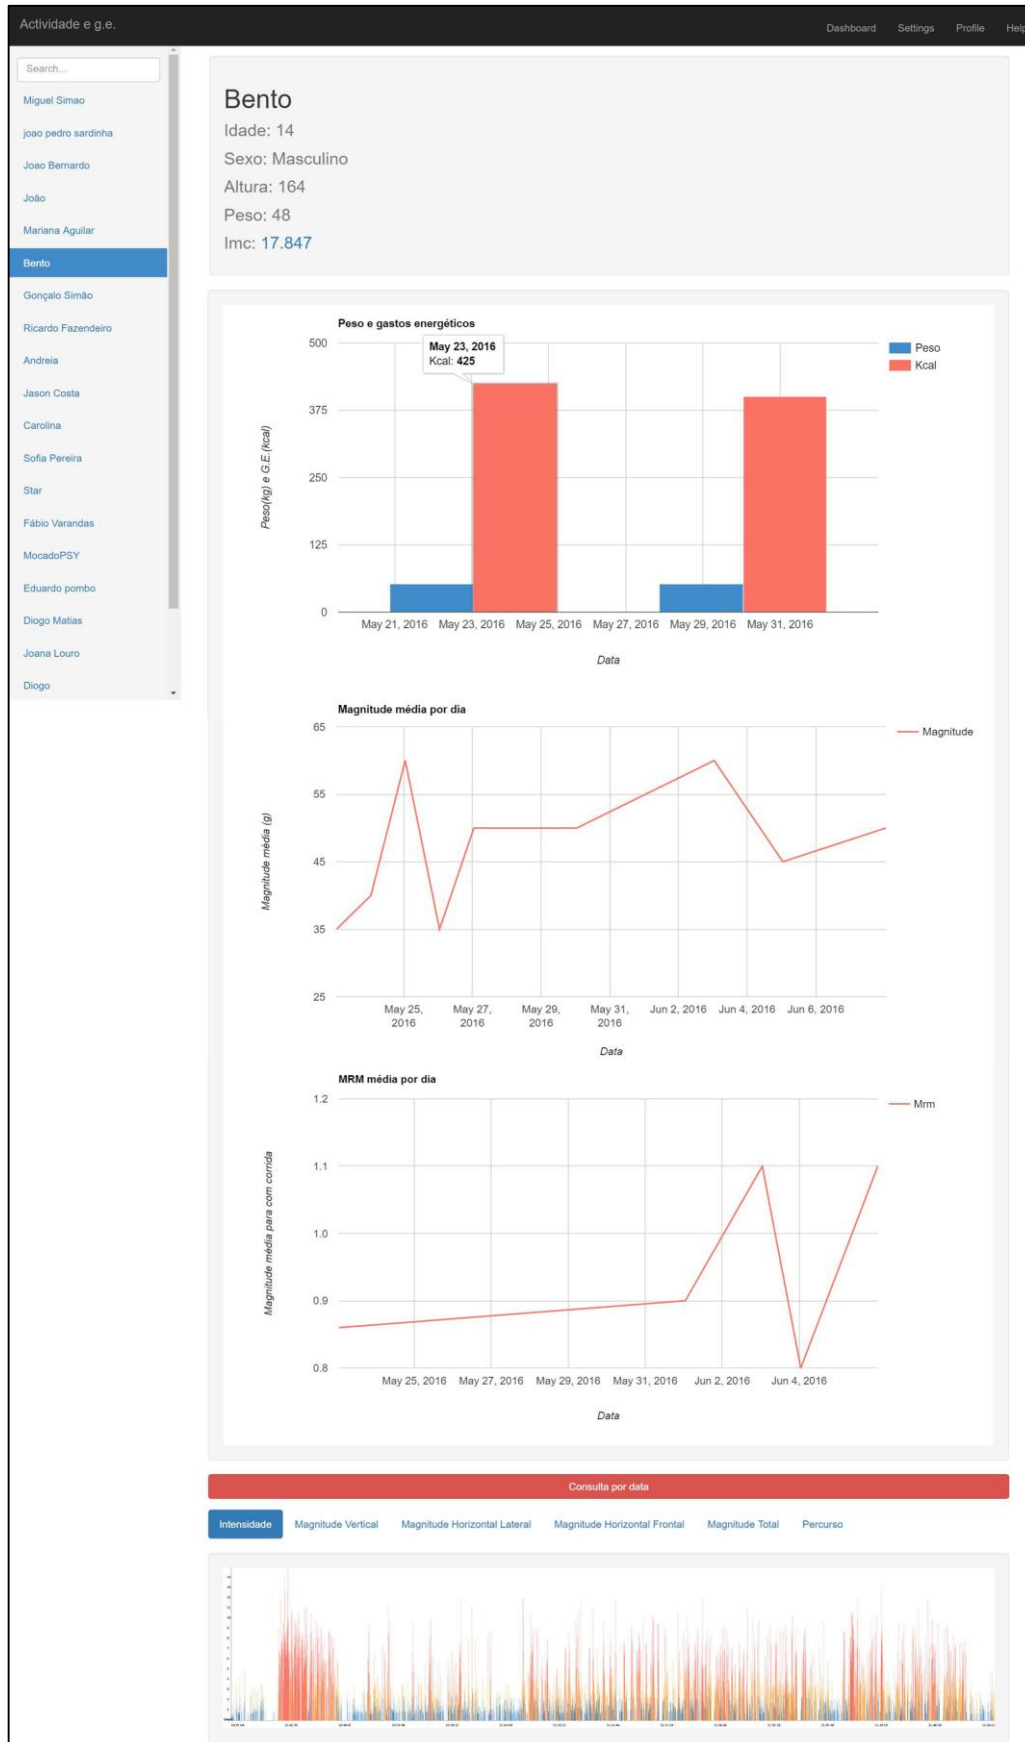 Actividade e g.e.
Dashboard Settings Profile Help
Search...
Miguel Simao
joao pedro sardinha
Joao Bernardo
João
Mariana Aguilar
Bento
Gonçalo Simão
Ricardo Fazendeiro
Andreia
Jason Costa
Carolina
Sofia Pereira
Star
Fábio Varandas
MocadoPSY
Eduardo pombo
Diogo Matias
Joana Louro
Diogo
Bento
Idade: 14
Sexo: Masculino
Altura: 164
Peso: 48
Imc: 17.847
Peso e gastos energéticos
May 23, 2016
Kcal: 425
Peso
Kcal
500
375
250
125
0
Peso(kg) e G.E.(kcal)
May 21, 2016 May 23, 2016 May 25, 2016 May 27, 2016 May 29, 2016 May 31, 2016
Data
Magnitude média por dia
Magnitude
65
55
45
35
25
Magnitude média (g)
May 25, 2016 May 27, 2016 May 29, 2016 May 31, 2016 Jun 2, 2016 Jun 4, 2016 Jun 6, 2016
Data
MRM média por dia
Mrm
1.2
1.1
1.0
0.9
0.8
Magnitude média para com corrida
May 25, 2016 May 27, 2016 May 29, 2016 May 31, 2016 Jun 2, 2016 Jun 4, 2016
Data
Consulta por data
Intensidade Magnitude Vertical Magnitude Horizontal Lateral Magnitude Horizontal Frontal Magnitude Total Percurso